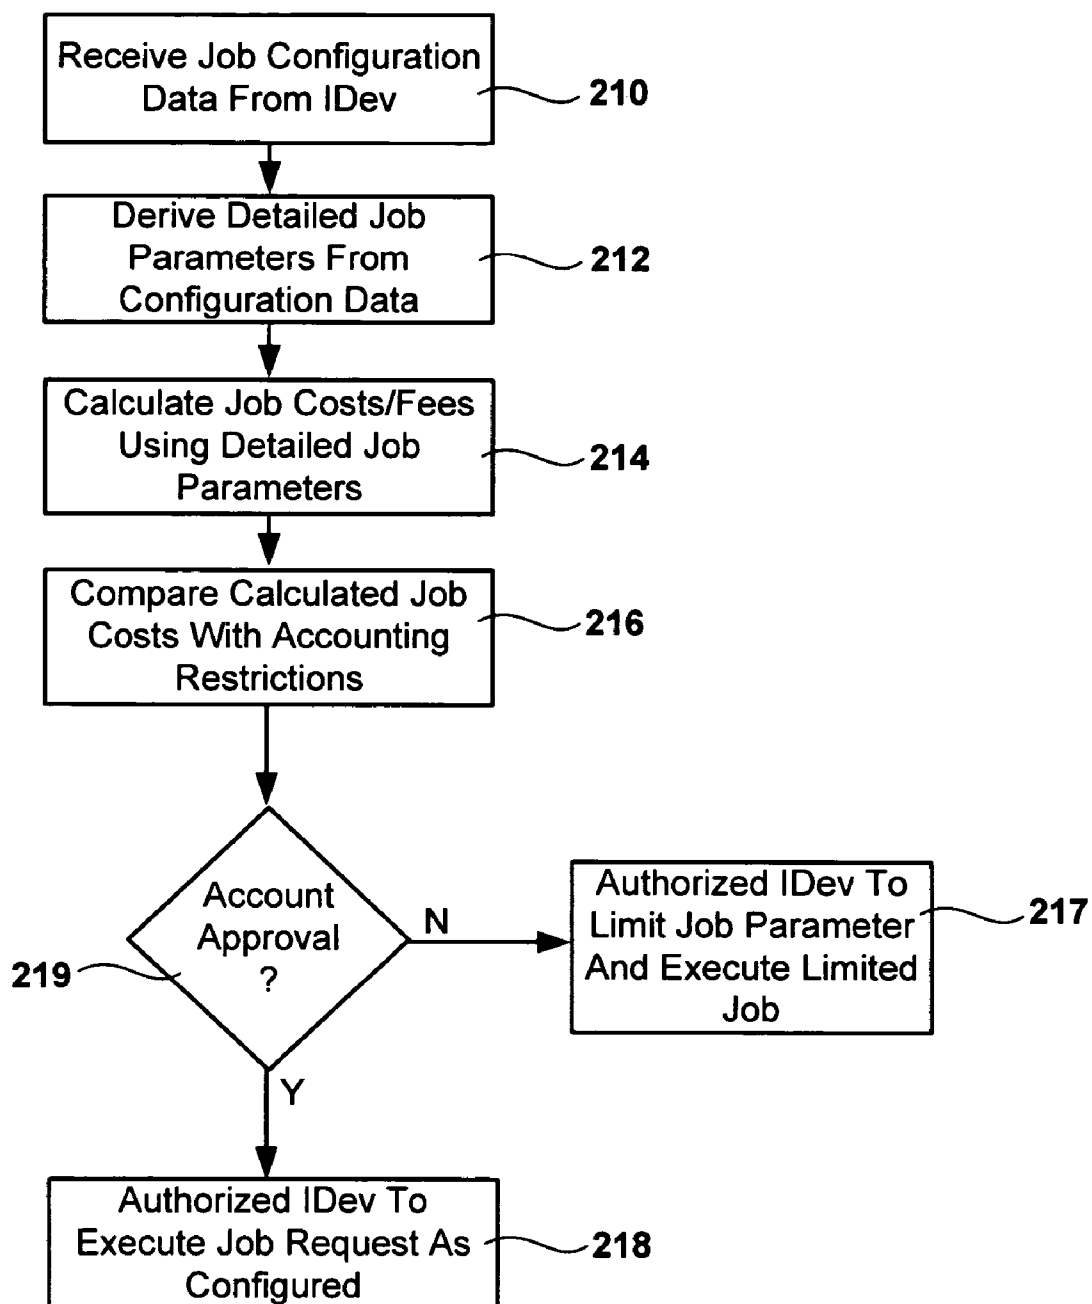 Receive Job Configuration
Data From IDev
210
Derive Detailed Job
Parameters From
Configuration Data
212
Calculate Job Costs/Fees
Using Detailed Job
Parameters
214
Compare Calculated Job
Costs With Accounting
Restrictions
216
Account
Approval
?
219
N
Authorized IDev To
Limit Job Parameter
And Execute Limited
Job
217
Y
Authorized IDev To
Execute Job Request As
Configured
218